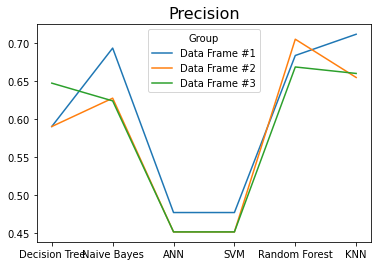 Precision
Group
Data Frame #1
Data Frame #2
Data Frame #3
0.70
0.65
0.60
0.55
0.50
0.45
Decision Tree Naive Bayes ANN SVM Random Forest KNN